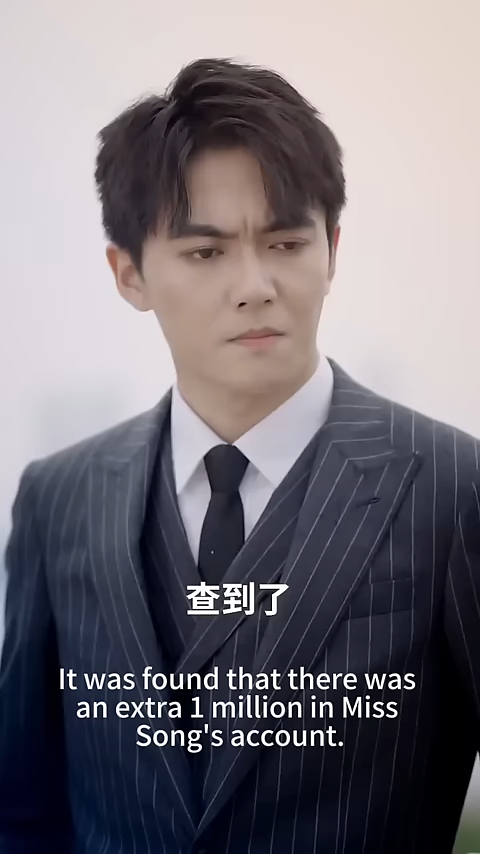 查到了
It was found that there was
an extra 1 million in Miss
Song's account.